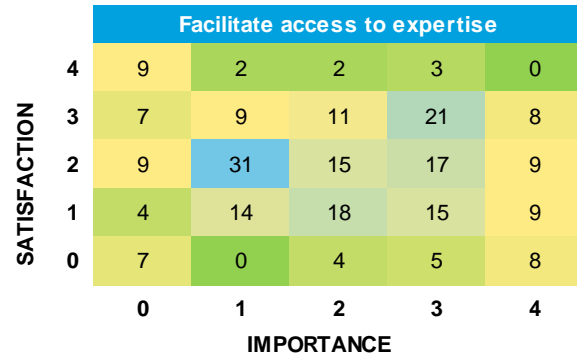 Facilitate access to expertise
SATISFACTION
4 9 2 2 3 0
3 7 9 11 21 8
2 9 31 15 17 9
1 4 14 18 15 9
0 7 0 4 5 8
0 1 2 3 4
IMPORTANCE